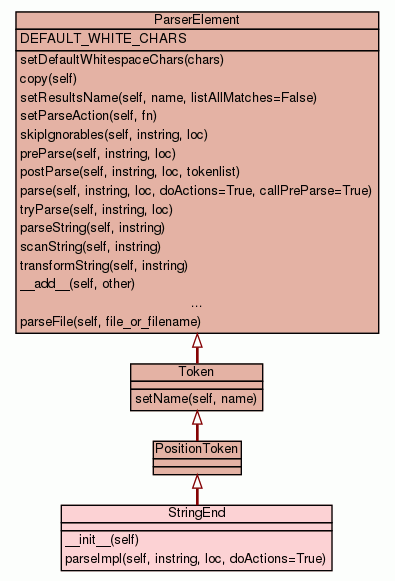 ParserElement
DEFAULT_WHITE_CHARS
setDefaultWhitespaceChars(chars)
copy(self)
setResultsName(self, name, listAllMatches=False)
setParseAction(self, fn)
skipIgnorables(self, instring, loc)
preParse(self, instring, loc)
postParse(self, instring, loc, tokenlist)
parse(self, instring, loc, doActions=True, callPreParse=True)
tryParse(self, instring, loc)
parseString(self, instring)
scanString(self, instring)
transformString(self, instring)
__add__(self, other)
...
parseFile(self, file_or_filename)
Token
setName(self, name)
PositionToken
StringEnd
__init__(self)
parseImpl(self, instring, loc, doActions=True)